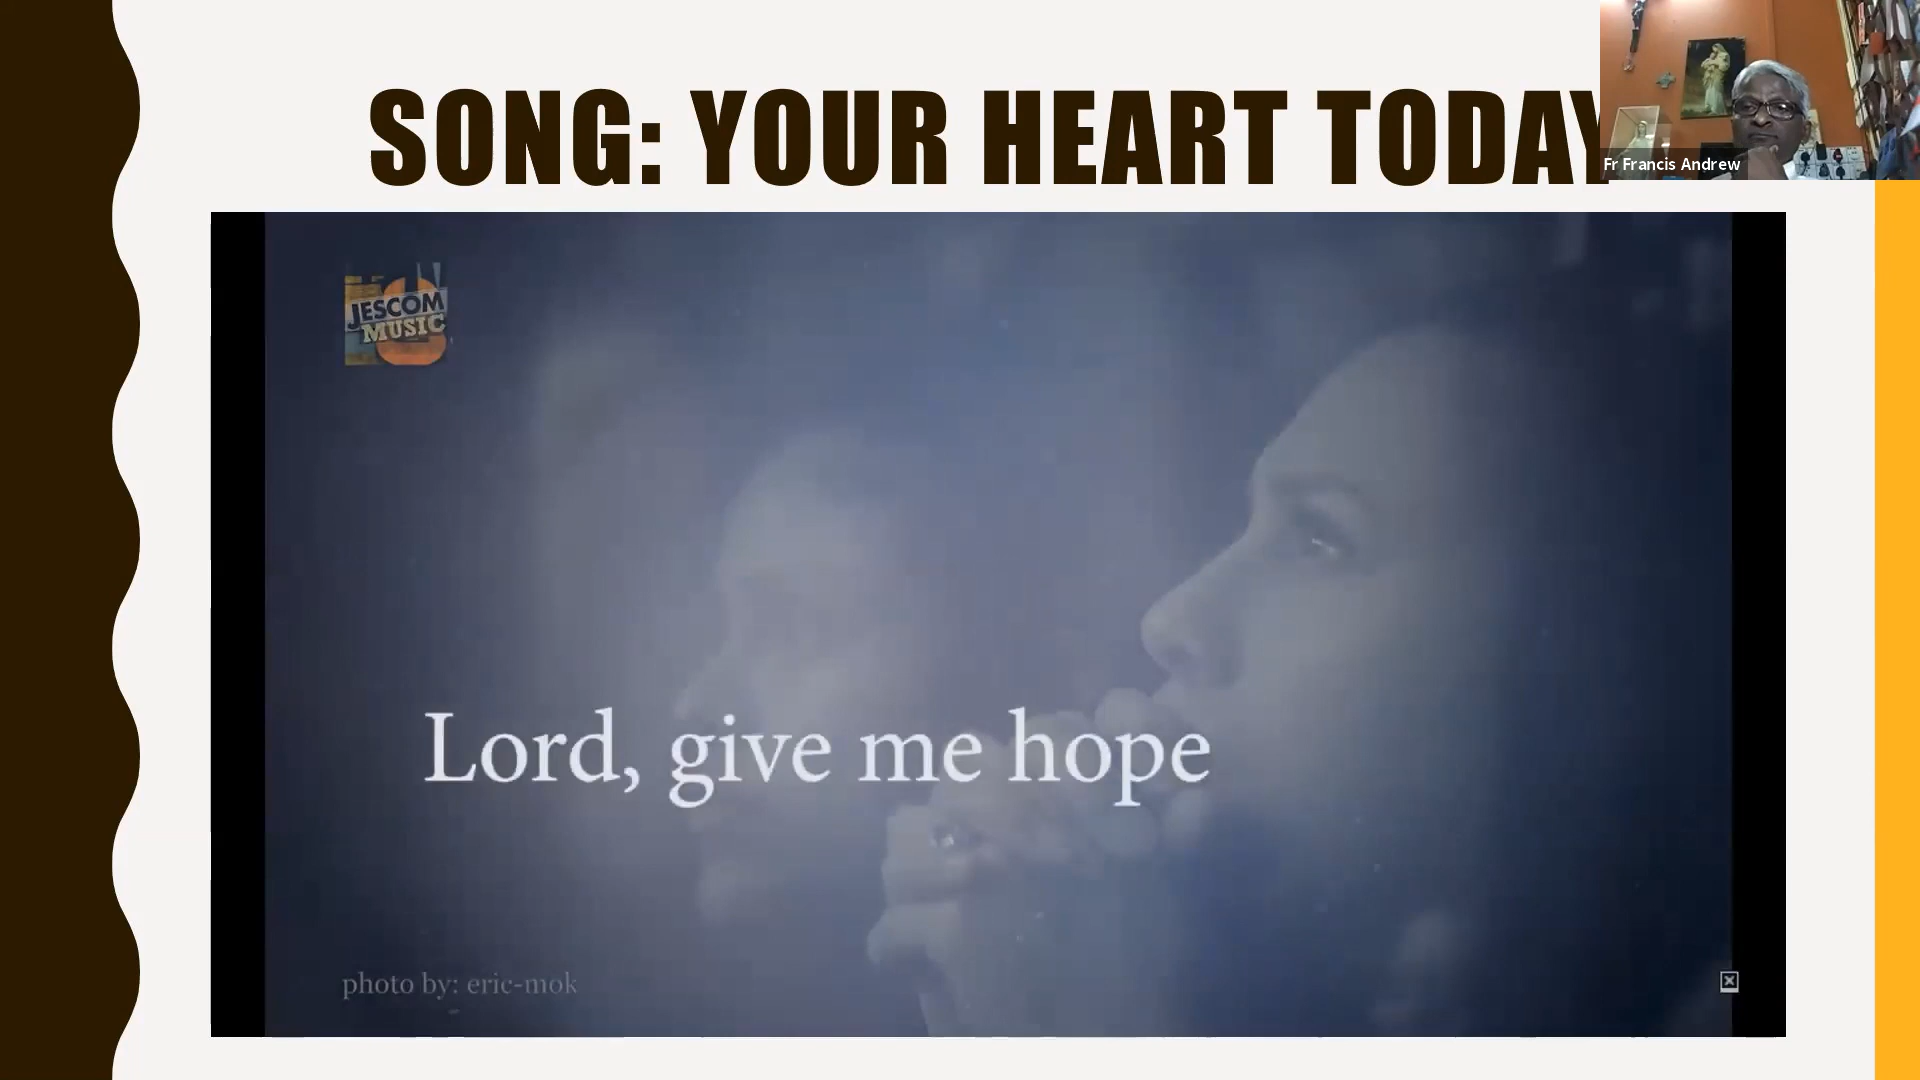 SONG: YOUR HEART TODAY
Fr Francis Andrew
JESCOM
MUSIC
Lord, give me hope
photo by: eric-mok